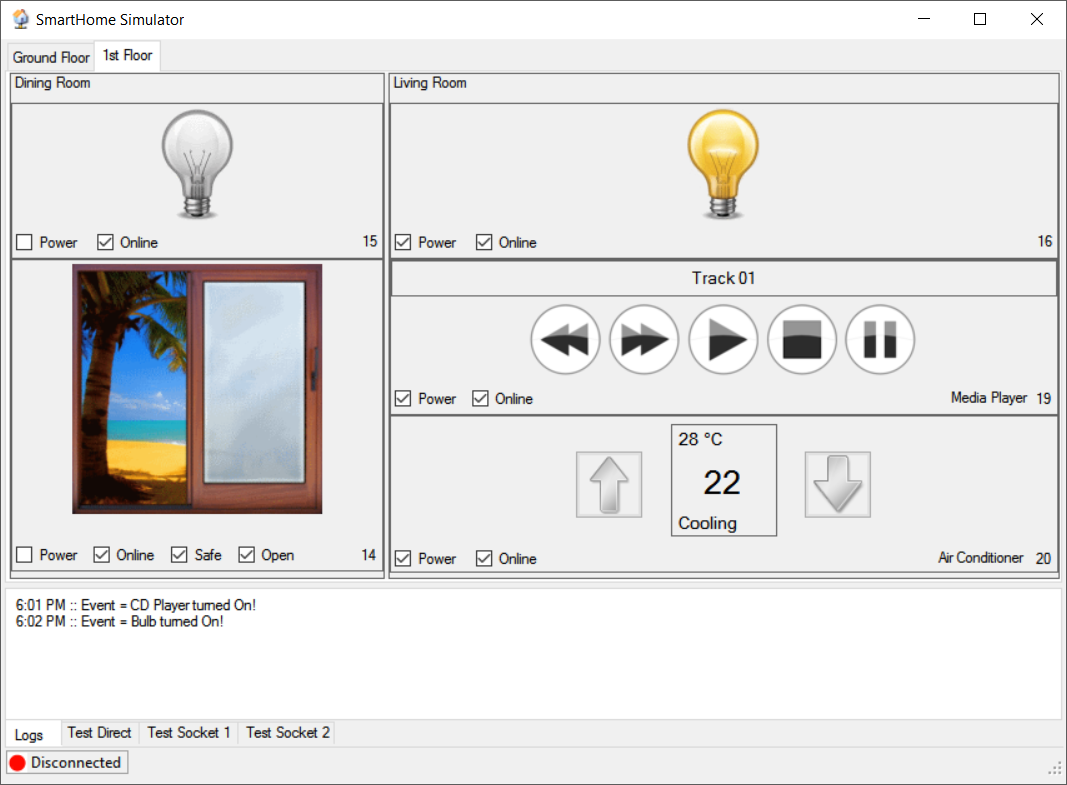 SmartHome Simulator
Ground Floor
1st Floor
Dining Room
Power
Online
15
Power
Online
Safe
Open
14
Living Room
Power
Online
16
Track 01
Power
Online
Media Player
19
28 °C
22
Cooling
Power
Online
Air Conditioner
20
6:01 PM :: Event = CD Player turned On!
6:02 PM :: Event = Bulb turned On!
Logs
Test Direct
Test Socket 1
Test Socket 2
Disconnected